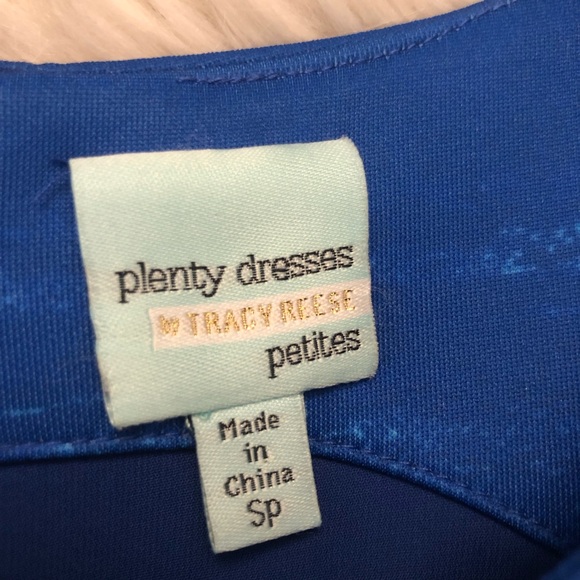 plenty dresses
by TRACY REESE
petites
Made
in
China
SP